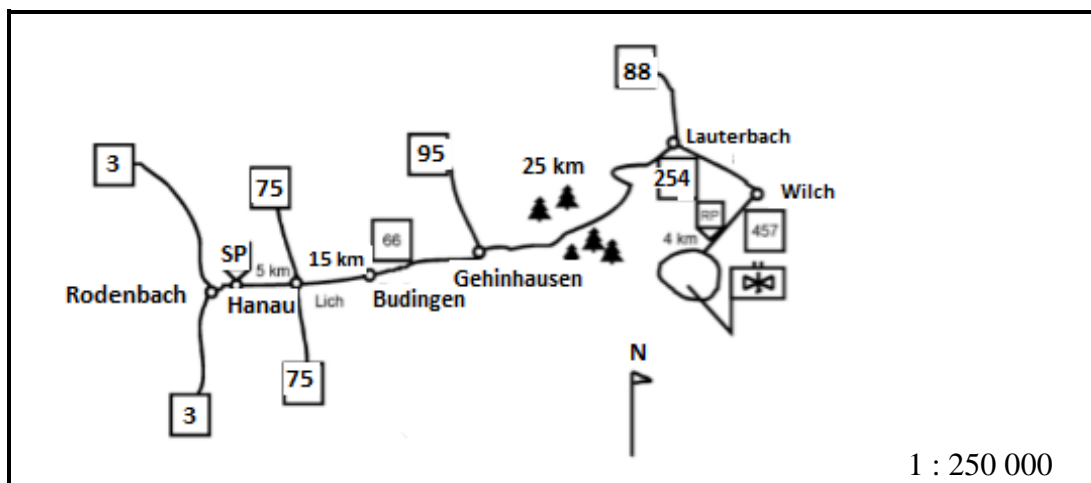 88
Lauterbach
3
95
25 km
75
254
Wilch
RP
66
457
SP
15 km
4 km
5 km
Gehinhausen
Rodenbach
Hanau
Lich
Budingen
N
75
3
1 : 250 000